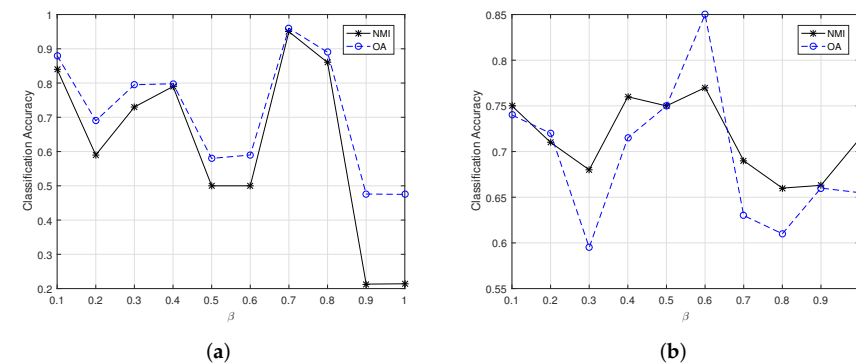 1
0.9
0.8
0.7
0.6
0.5
0.4
0.3
0.2
Classification Accuracy
NMI
OA
0.1 0.2 0.3 0.4 0.5 0.6 0.7 0.8 0.9 1
β
(a)
0.85
0.8
0.75
0.7
0.65
0.6
0.55
Classification Accuracy
NMI
OA
0.1 0.2 0.3 0.4 0.5 0.6 0.7 0.8 0.9
β
(b)